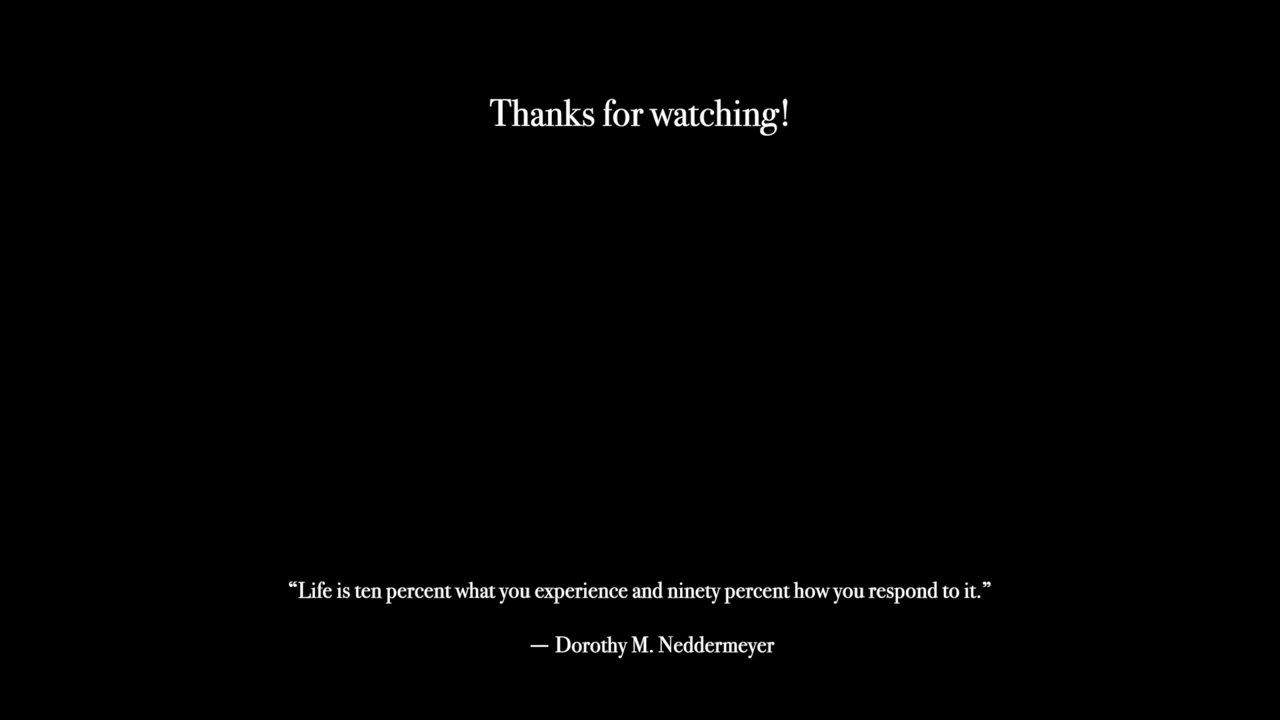 Thanks for watching!
“Life is ten percent what you experience and ninety percent how you respond to it.”
— Dorothy M. Neddermeyer